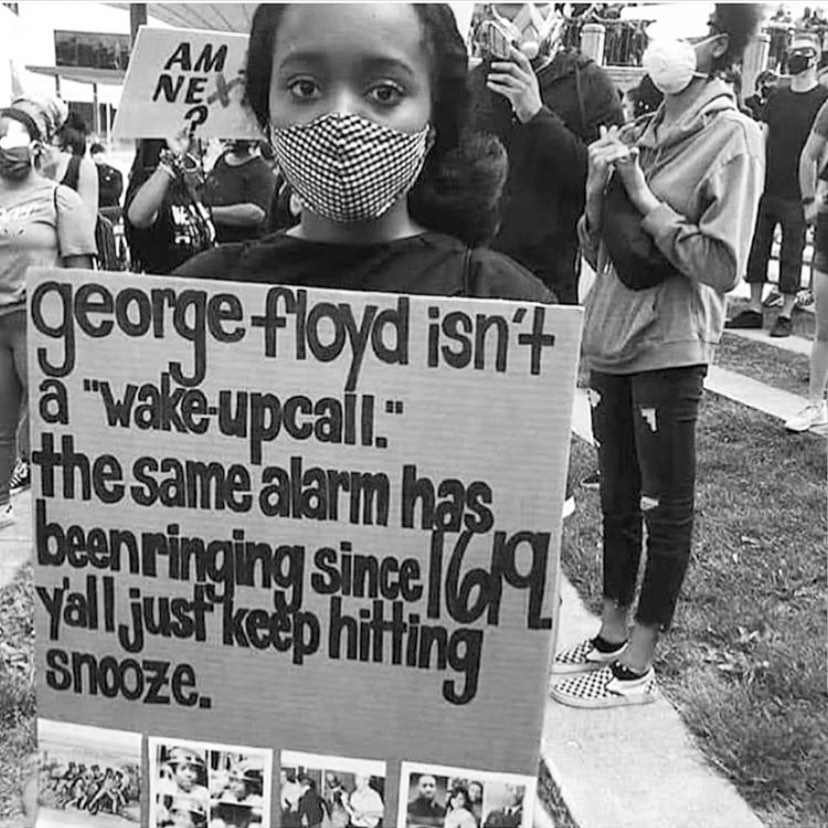 AM
NEX
?
george floyd isn't
a "wake-upcall."
the same alarm has
been ringing since 1619.
y'all just keep hitting
snooze.